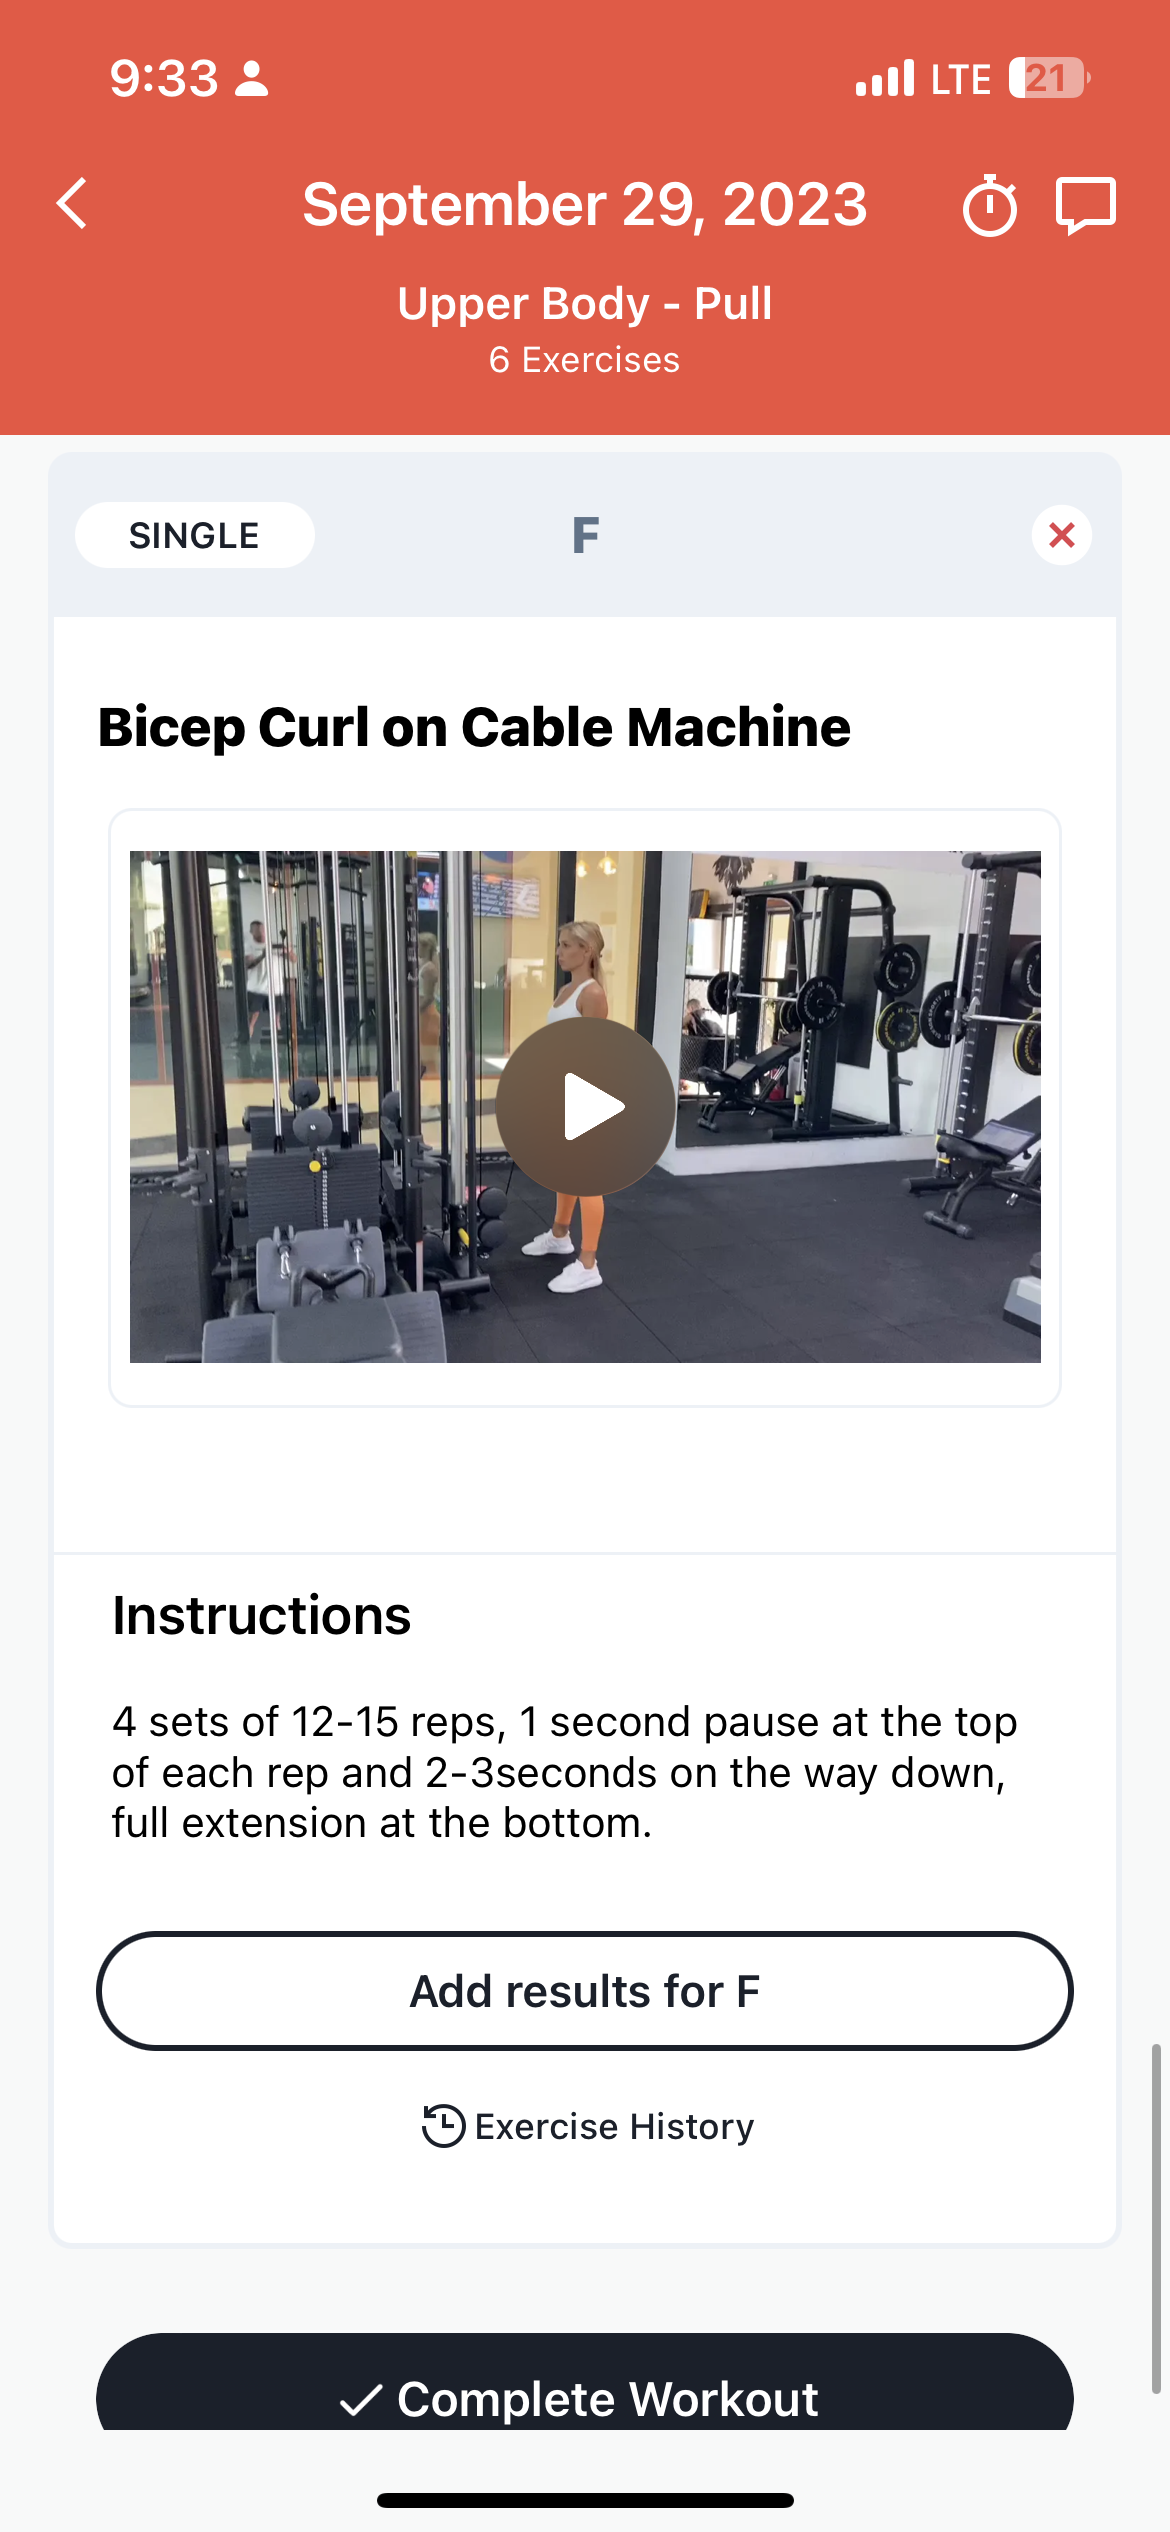 9:33
LTE
21
September 29, 2023
Upper Body - Pull
6 Exercises
SINGLE
F
Bicep Curl on Cable Machine
Instructions
4 sets of 12-15 reps, 1 second pause at the top
of each rep and 2-3seconds on the way down,
full extension at the bottom.
Add results for F
Exercise History
Complete Workout